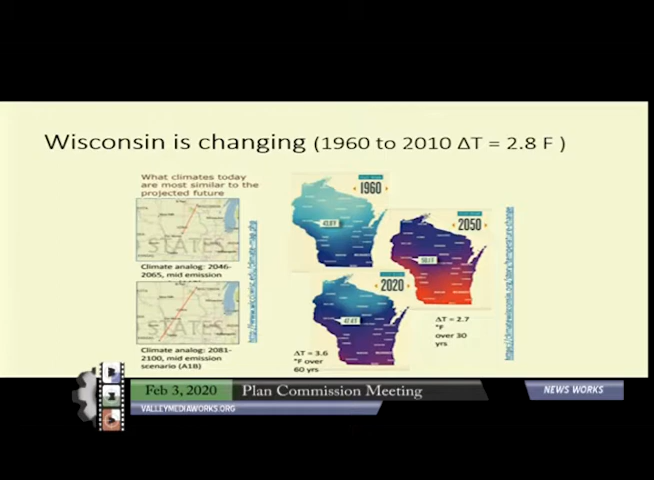 Wisconsin is changing (1960 to 2010 ΔT = 2.8 F )
What climates today
are most similar to the
projected future
STATES
Climate analog: 2046-
2065, mid emission
STATES
Climate analog: 2081-
2100, mid emission
scenario (A1B)
1960
2050
2020
ΔT = 2.7
°F
over 30
yrs
ΔT = 3.6
°F over
60 yrs
Feb 3, 2020
Plan Commission Meeting
NEWS WORKS
VALLEYMEDIAWORKS.ORG